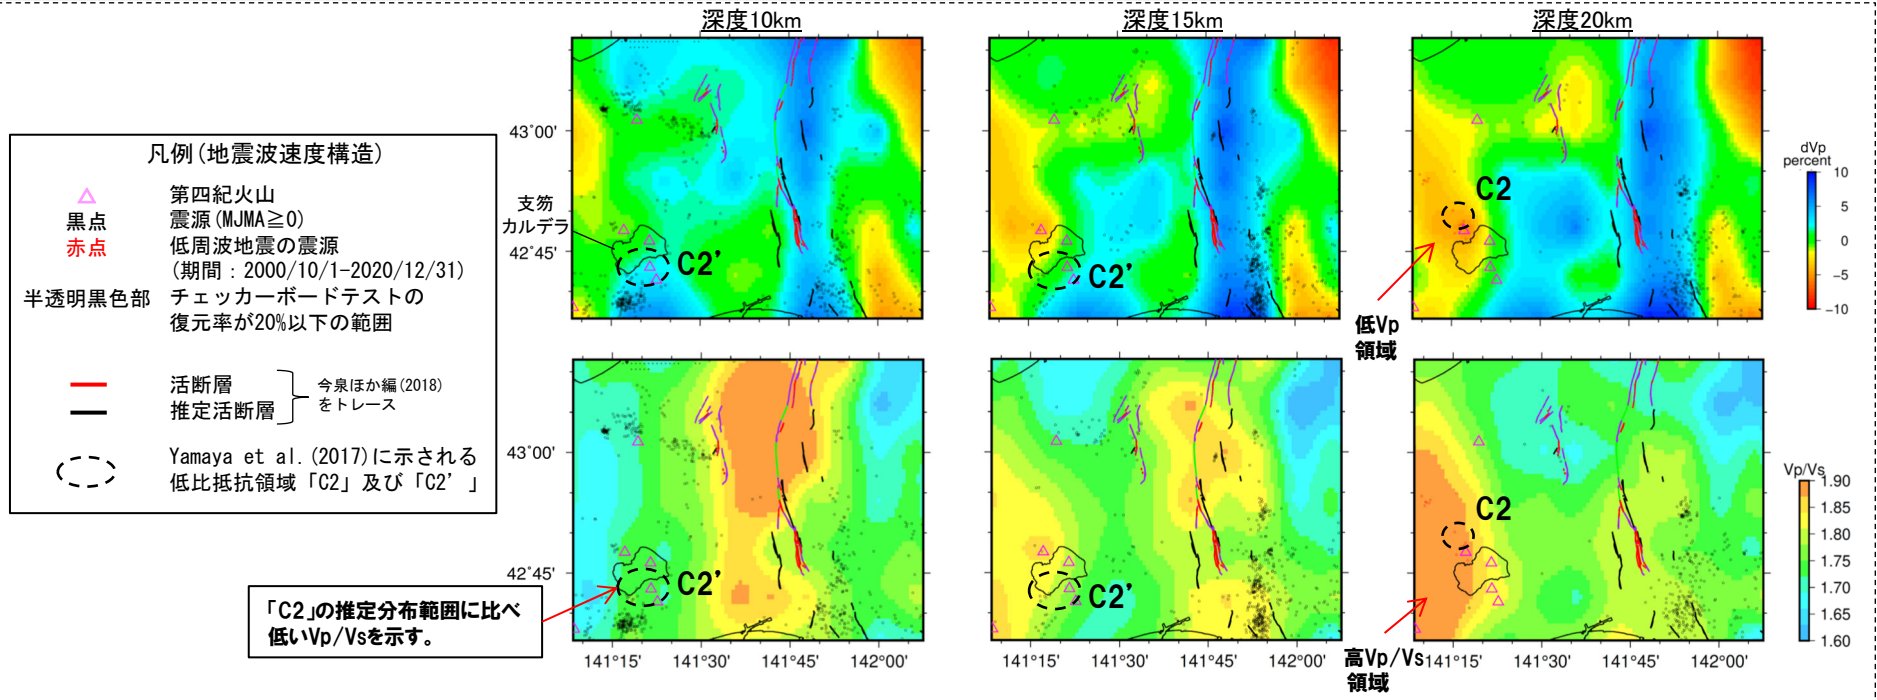 深度10km
深度15km
深度20km
凡例(地震波速度構造)
第四紀火山
黒点 震源(MJMA≧0)
赤点 低周波地震の震源
(期間：2000/10/1-2020/12/31)
半透明黒色部 チェッカーボードテストの
復元率が20%以下の範囲
活断層
推定活断層
今泉ほか編(2018)
をトレース
Yamaya et al.(2017)に示される
低比抵抗領域「C2」及び「C2’」
43°00'
42°45'
支笏
カルデラ
C2’
C2’
C2
低Vp
領域
dVp
percent
10
5
0
−5
−10
43°00'
42°45'
C2’
C2’
C2
「C2」の推定分布範囲に比べ
低いVp/Vsを示す。
高Vp/Vs
領域
Vp/Vs
1.90
1.85
1.80
1.75
1.70
1.65
1.60
141°15' 141°30' 141°45' 142°00'
141°15' 141°30' 141°45' 142°00'
141°15' 141°30' 141°45' 142°00'